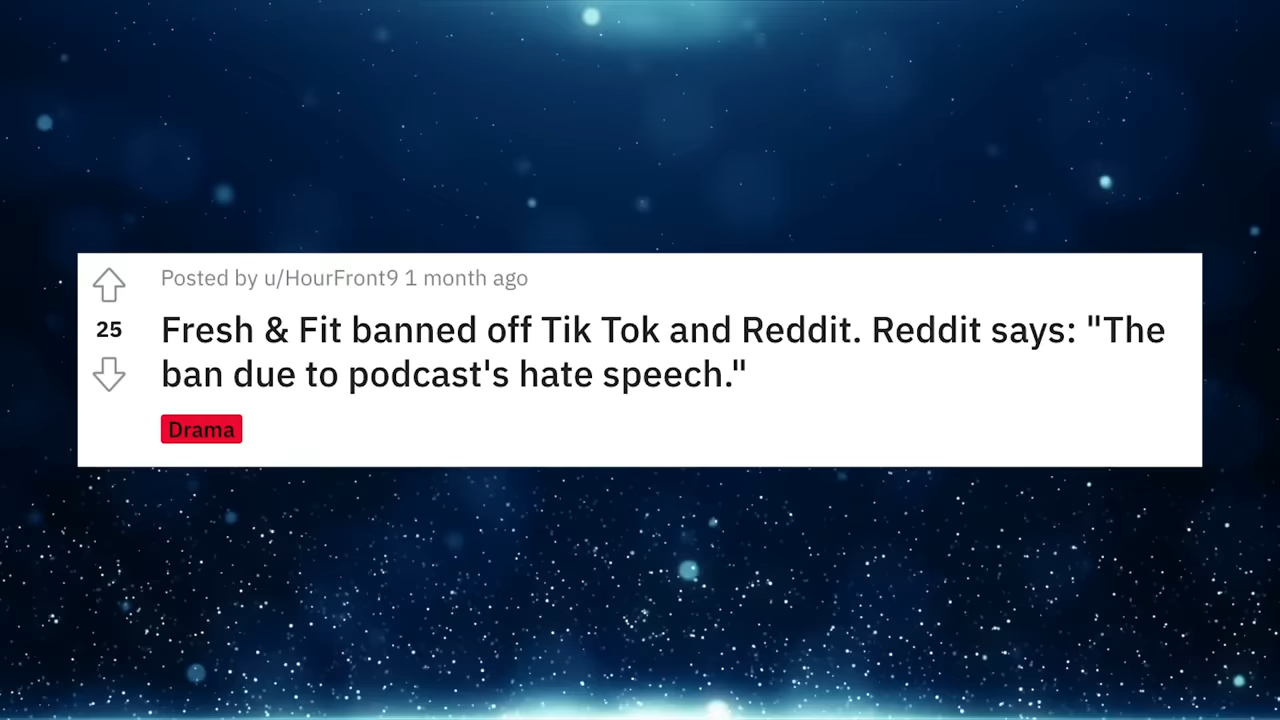 Posted by u/HourFront9 1 month ago
25
Fresh & Fit banned off Tik Tok and Reddit. Reddit says: "The
ban due to podcast's hate speech."
Drama